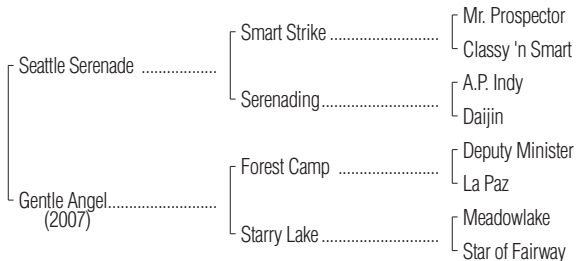 Mr. Prospector
Smart Strike ........................
Classy 'n Smart
Seattle Serenade .................
A.P. Indy
Serenading ..........................
Daijin
Deputy Minister
Forest Camp ......................
La Paz
Gentle Angel........................
(2007)
Meadowlake
Starry Lake ..........................
Star of Fairway